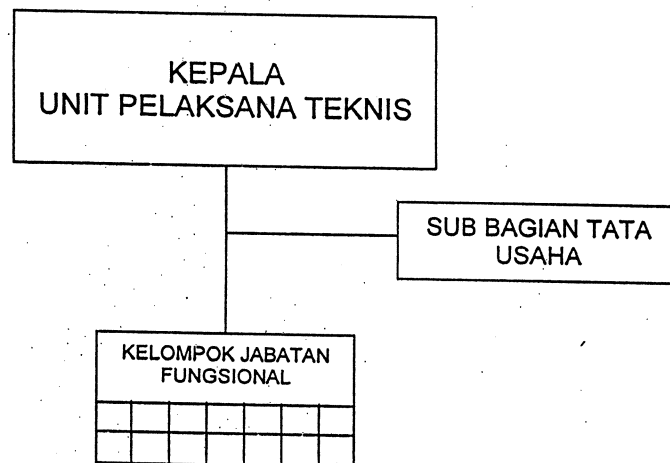 KEPALA
UNIT PELAKSANA TEKNIS
SUB BAGIAN TATA
USAHA
KELOMPOK JABATAN
FUNGSIONAL